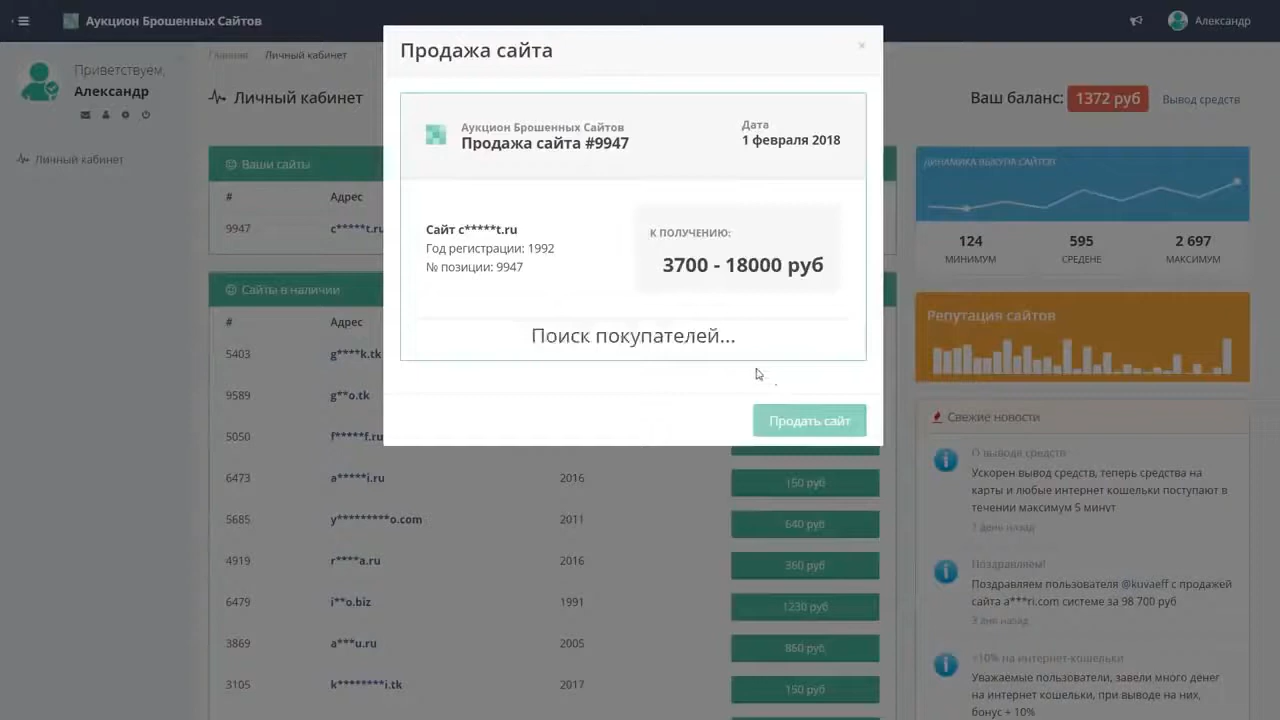 Аукцион Брошенных Сайтов
Александр
Приветствуем,
Александр
Личный кабинет
Главная
Личный кабинет
Личный кабинет
Ваш баланс: 1372 руб
Вывод средств
Продажа сайта
×
Аукцион Брошенных Сайтов
Продажа сайта #9947
Дата
1 февраля 2018
Сайт c*****t.ru
Год регистрации: 1992
№ позиции: 9947
К ПОЛУЧЕНИЮ:
3700 - 18000 руб
Поиск покупателей...
Продать сайт
Ваши сайты
# Адрес
9947 c*****t.ru
Сайты в наличии
# Адрес
5403 g****k.tk
9589 g**o.tk
5050 f*****f.ru
6473 a*****i.ru 2016 150 руб
5685 y*********o.com 2011 640 руб
4919 r****a.ru 2016 360 руб
6479 i**o.biz 1991 1230 руб
3869 a***u.ru 2005 860 руб
3105 k********i.tk 2017 150 руб
ДИНАМИКА ВЫКУПА САЙТОВ
124 595 2 697
МИНИМУМ СРЕДЕНЕ МАКСИМУМ
Репутация сайтов
Свежие новости
О выводе средств
Ускорен вывод средств, теперь средства на
карты и любые интернет кошельки поступают в
течении максимум 5 минут
1 день назад
Поздравляем!
Поздравляем пользователя @kuvaeff с продажей
сайта a***ri.com системе за 98 700 руб
3 дня назад
+10% на интернет-кошельки
Уважаемые пользователи, завели много денег
на интернет кошельки, при выводе на них,
бонус + 10%